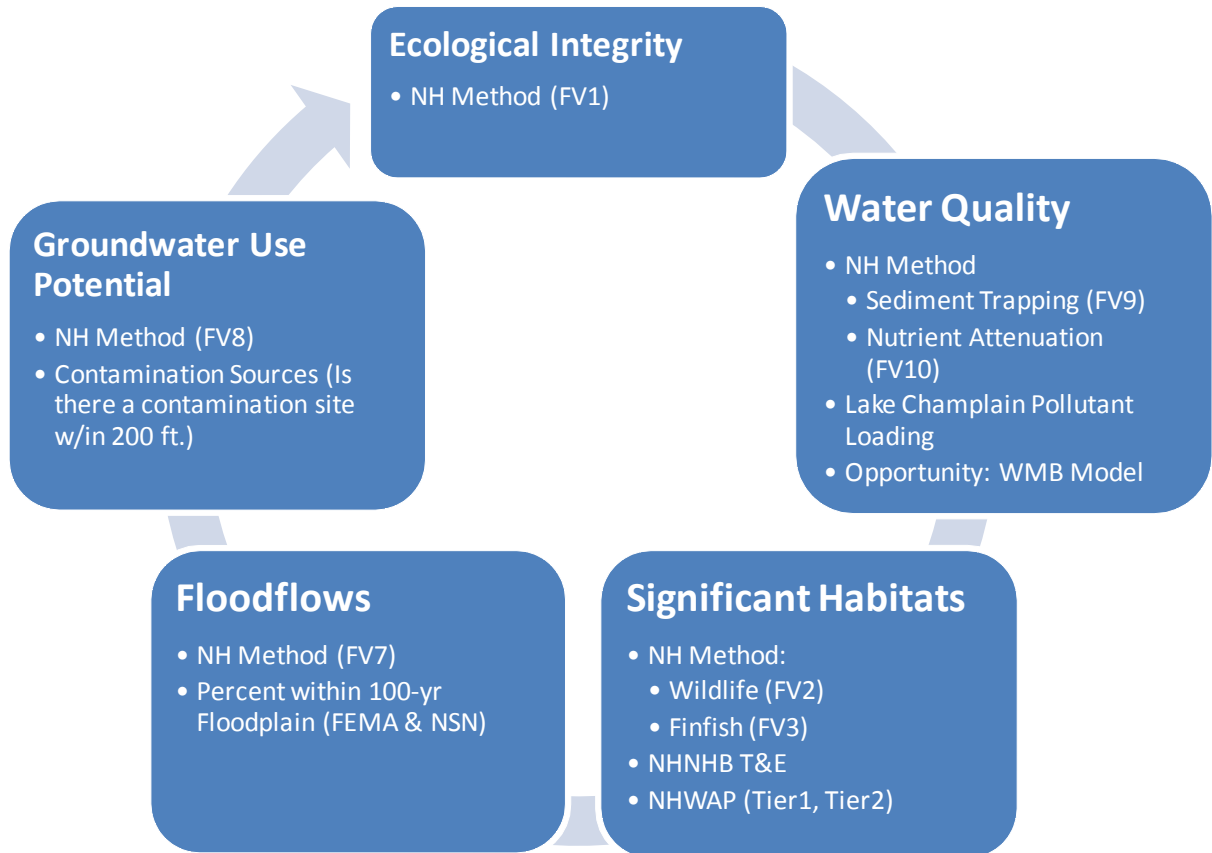 Ecological Integrity
• NH Method (FV1)
Water Quality
• NH Method
• Sediment Trapping (FV9)
• Nutrient Attenuation
(FV10)
• Lake Champlain Pollutant
Loading
• Opportunity: WMB Model
Significant Habitats
• NH Method:
• Wildlife (FV2)
• Finfish (FV3)
• NHNHB T&E
• NHWAP (Tier1, Tier2)
Floodflows
• NH Method (FV7)
• Percent within 100-yr
Floodplain (FEMA & NSN)
Groundwater Use
Potential
• NH Method (FV8)
• Contamination Sources (Is
there a contamination site
w/in 200 ft.)